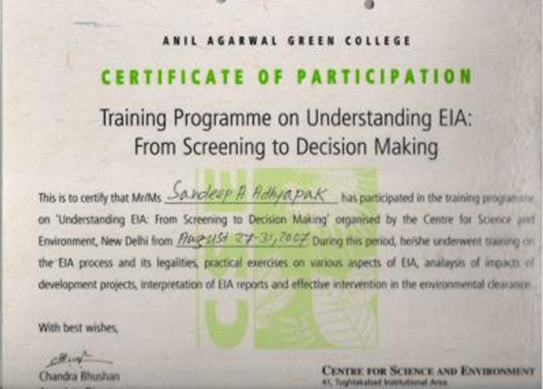 ANIL AGARWAL GREEN COLLEGE
CERTIFICATE OF PARTICIPATION
Training Programme on Understanding EIA:
From Screening to Decision Making
This is to certify that Mr/Ms Sandeep A Adhyapak has participated in the training programme
on 'Understanding EIA: From Screening to Decision Making' organised by the Centre for Science and
Environment, New Delhi from August 27-31, 2007 During this period, he/she underwent training on
the EIA process and its legalities, practical exercises on various aspects of EIA, analaysis of impacts of
development projects, interpretation of EIA reports and effective intervention in the environmental clearance
With best wishes,
Chandra Bhushan
CENTRE FOR SCIENCE AND ENVIRONMENT
41, Tughlakabad Institutional Area